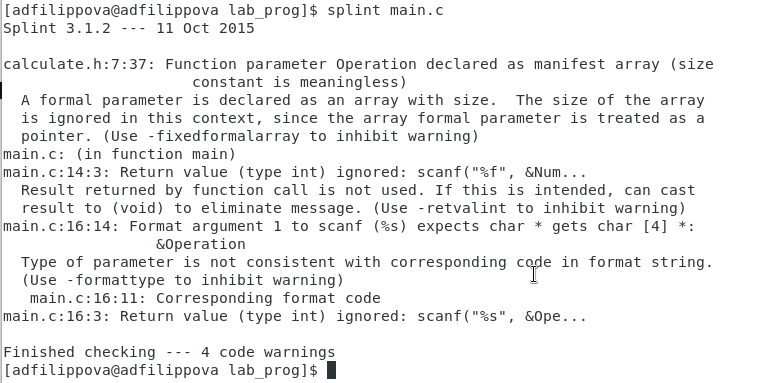 [adfilippova@adfilippova lab_prog]$ splint main.c
Splint 3.1.2 --- 11 Oct 2015

calculate.h:7:37: Function parameter Operation declared as manifest array (size
                     constant is meaningless)
  A formal parameter is declared as an array with size.  The size of the array
  is ignored in this context, since the array formal parameter is treated as a
  pointer. (Use -fixedformalarray to inhibit warning)
main.c: (in function main)
main.c:14:3: Return value (type int) ignored: scanf("%f", &Num...
  Result returned by function call is not used. If this is intended, can cast
  result to (void) to eliminate message. (Use -retvalint to inhibit warning)
main.c:16:14: Format argument 1 to scanf (%s) expects char * gets char [4] *:
                 &Operation
  Type of parameter is not consistent with corresponding code in format string.
  (Use -formattype to inhibit warning)
   main.c:16:11: Corresponding format code
main.c:16:3: Return value (type int) ignored: scanf("%s", &Ope...

Finished checking --- 4 code warnings
[adfilippova@adfilippova lab_prog]$